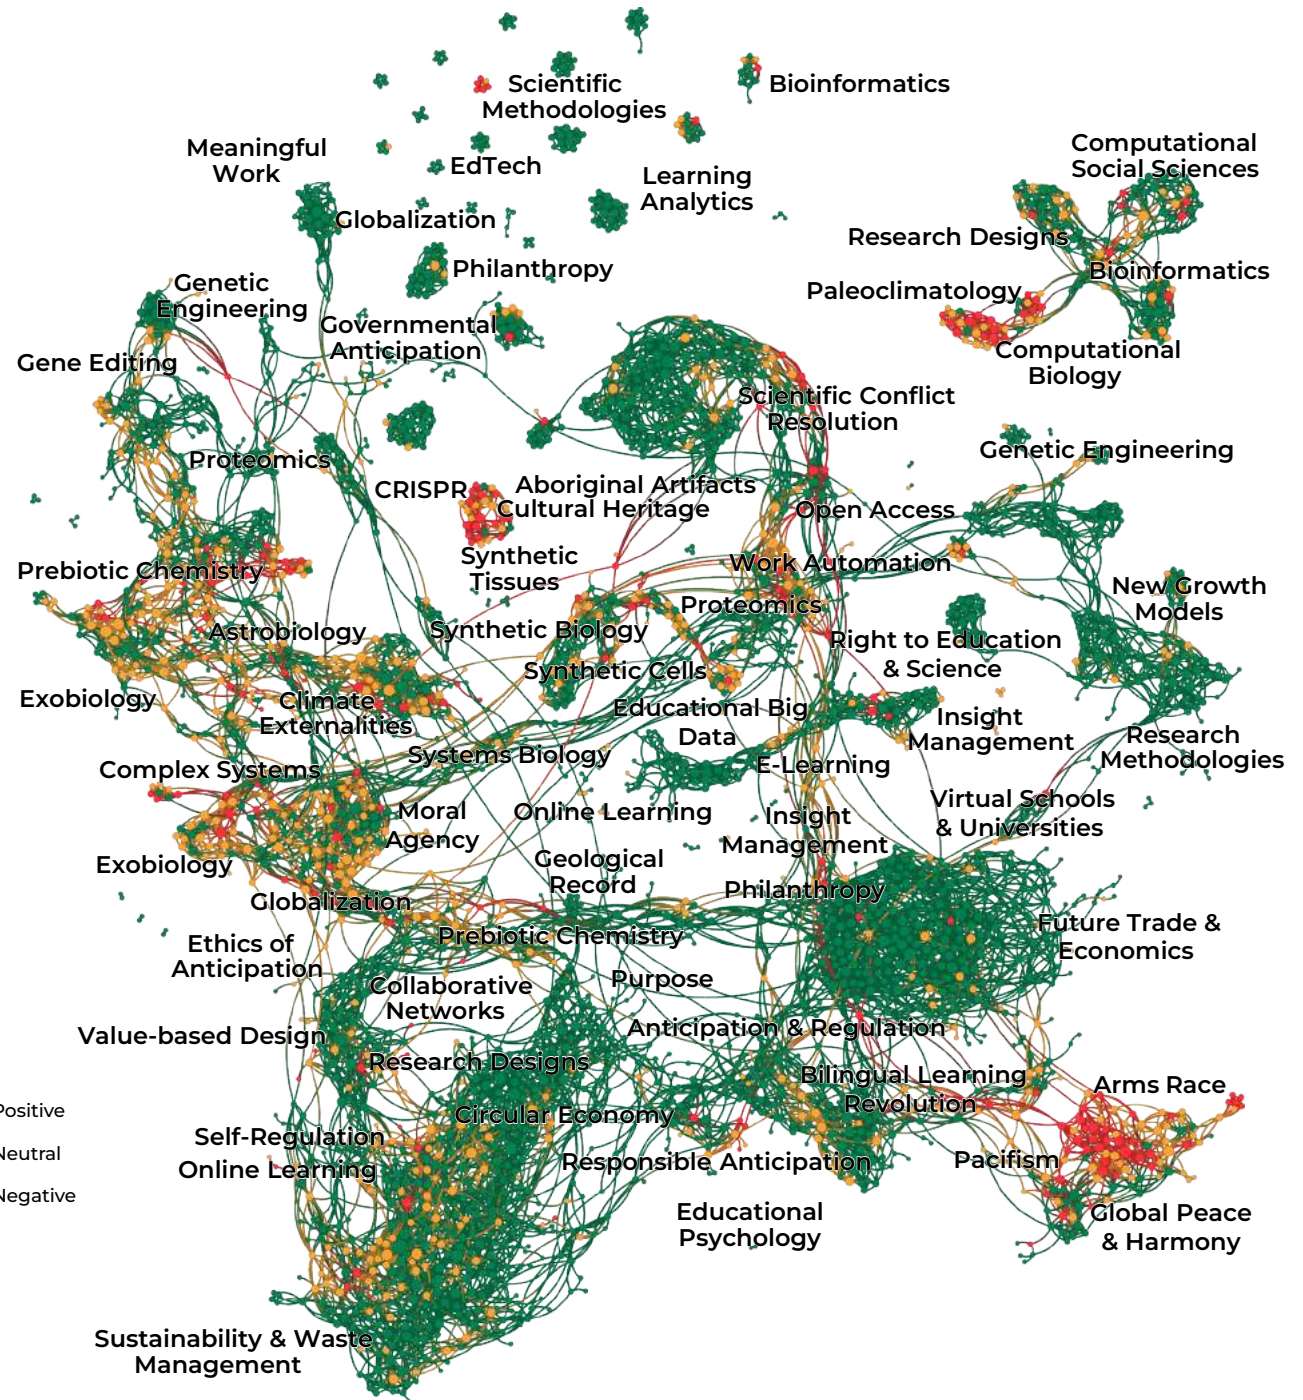 Scientific
Methodologies
Bioinformatics
Meaningful
Work
EdTech
Computational
Social Sciences
Learning
Analytics
Globalization
Research Designs
Philanthropy
Bioinformatics
Genetic
Engineering
Paleoclimatology
Governmental
Anticipation
Gene Editing
Computational
Biology
Scientific Conflict
Resolution
Proteomics
Genetic Engineering
CRISPR
Aboriginal Artifacts
Cultural Heritage
Open Access
Synthetic
Tissues
Work Automation
Prebiotic Chemistry
New Growth
Models
Proteomics
Astrobiology
Synthetic Biology
Right to Education
& Science
Synthetic Cells
Exobiology
Climate
Externalities
Educational Big
Data
Insight
Management
Research
Methodologies
Systems Biology
E-Learning
Complex Systems
Moral
Agency
Online Learning
Insight
Management
Virtual Schools
& Universities
Exobiology
Geological
Record
Philanthropy
Globalization
Prebiotic Chemistry
Future Trade &
Economics
Ethics of
Anticipation
Collaborative
Networks
Purpose
Value-based Design
Anticipation & Regulation
Research Designs
Bilingual Learning
Revolution
Arms Race
Positive
Circular Economy
Self-Regulation
Neutral
Online Learning
Responsible Anticipation
Pacifism
Negative
Educational
Psychology
Global Peace
& Harmony
Sustainability & Waste
Management